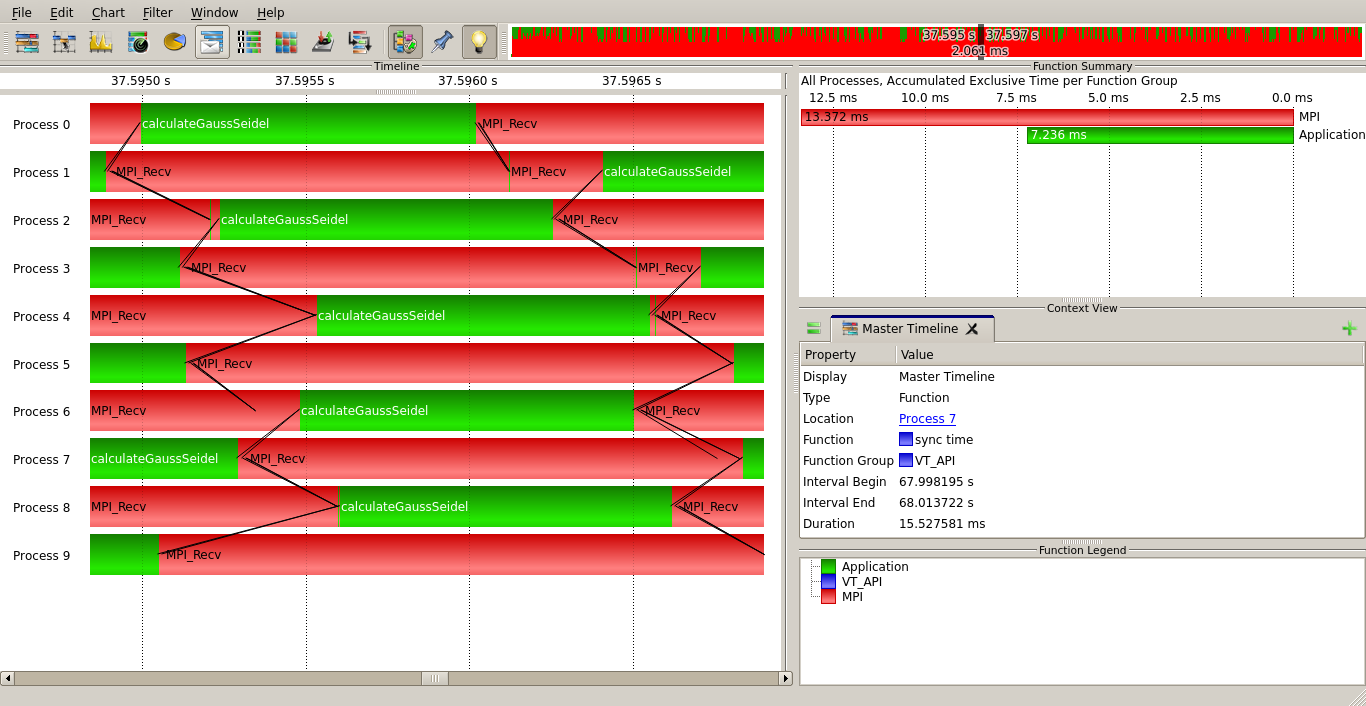 File Edit Chart Filter Window Help
37.595 s 37.597 s
2.061 ms
Timeline
37.5950 s 37.5955 s 37.5960 s 37.5965 s
Process 0 calculateGaussSeidel MPI_Recv
Process 1 MPI_Recv MPI_Recv calculateGaussSeidel
Process 2 MPI_Recv calculateGaussSeidel MPI_Recv
Process 3 MPI_Recv MPI_Recv
Process 4 MPI_Recv calculateGaussSeidel MPI_Recv
Process 5 MPI_Recv
Process 6 MPI_Recv calculateGaussSeidel MPI_Recv
Process 7 calculateGaussSeidel MPI_Recv
Process 8 MPI_Recv calculateGaussSeidel MPI_Recv
Process 9 MPI_Recv
Function Summary
All Processes, Accumulated Exclusive Time per Function Group
12.5 ms 10.0 ms 7.5 ms 5.0 ms 2.5 ms 0.0 ms
13.372 ms MPI
7.236 ms Application
Context View
Master Timeline
Property Value
Display Master Timeline
Type Function
Location Process 7
Function sync time
Function Group VT_API
Interval Begin 67.998195 s
Interval End 68.013722 s
Duration 15.527581 ms
Function Legend
Application
VT_API
MPI